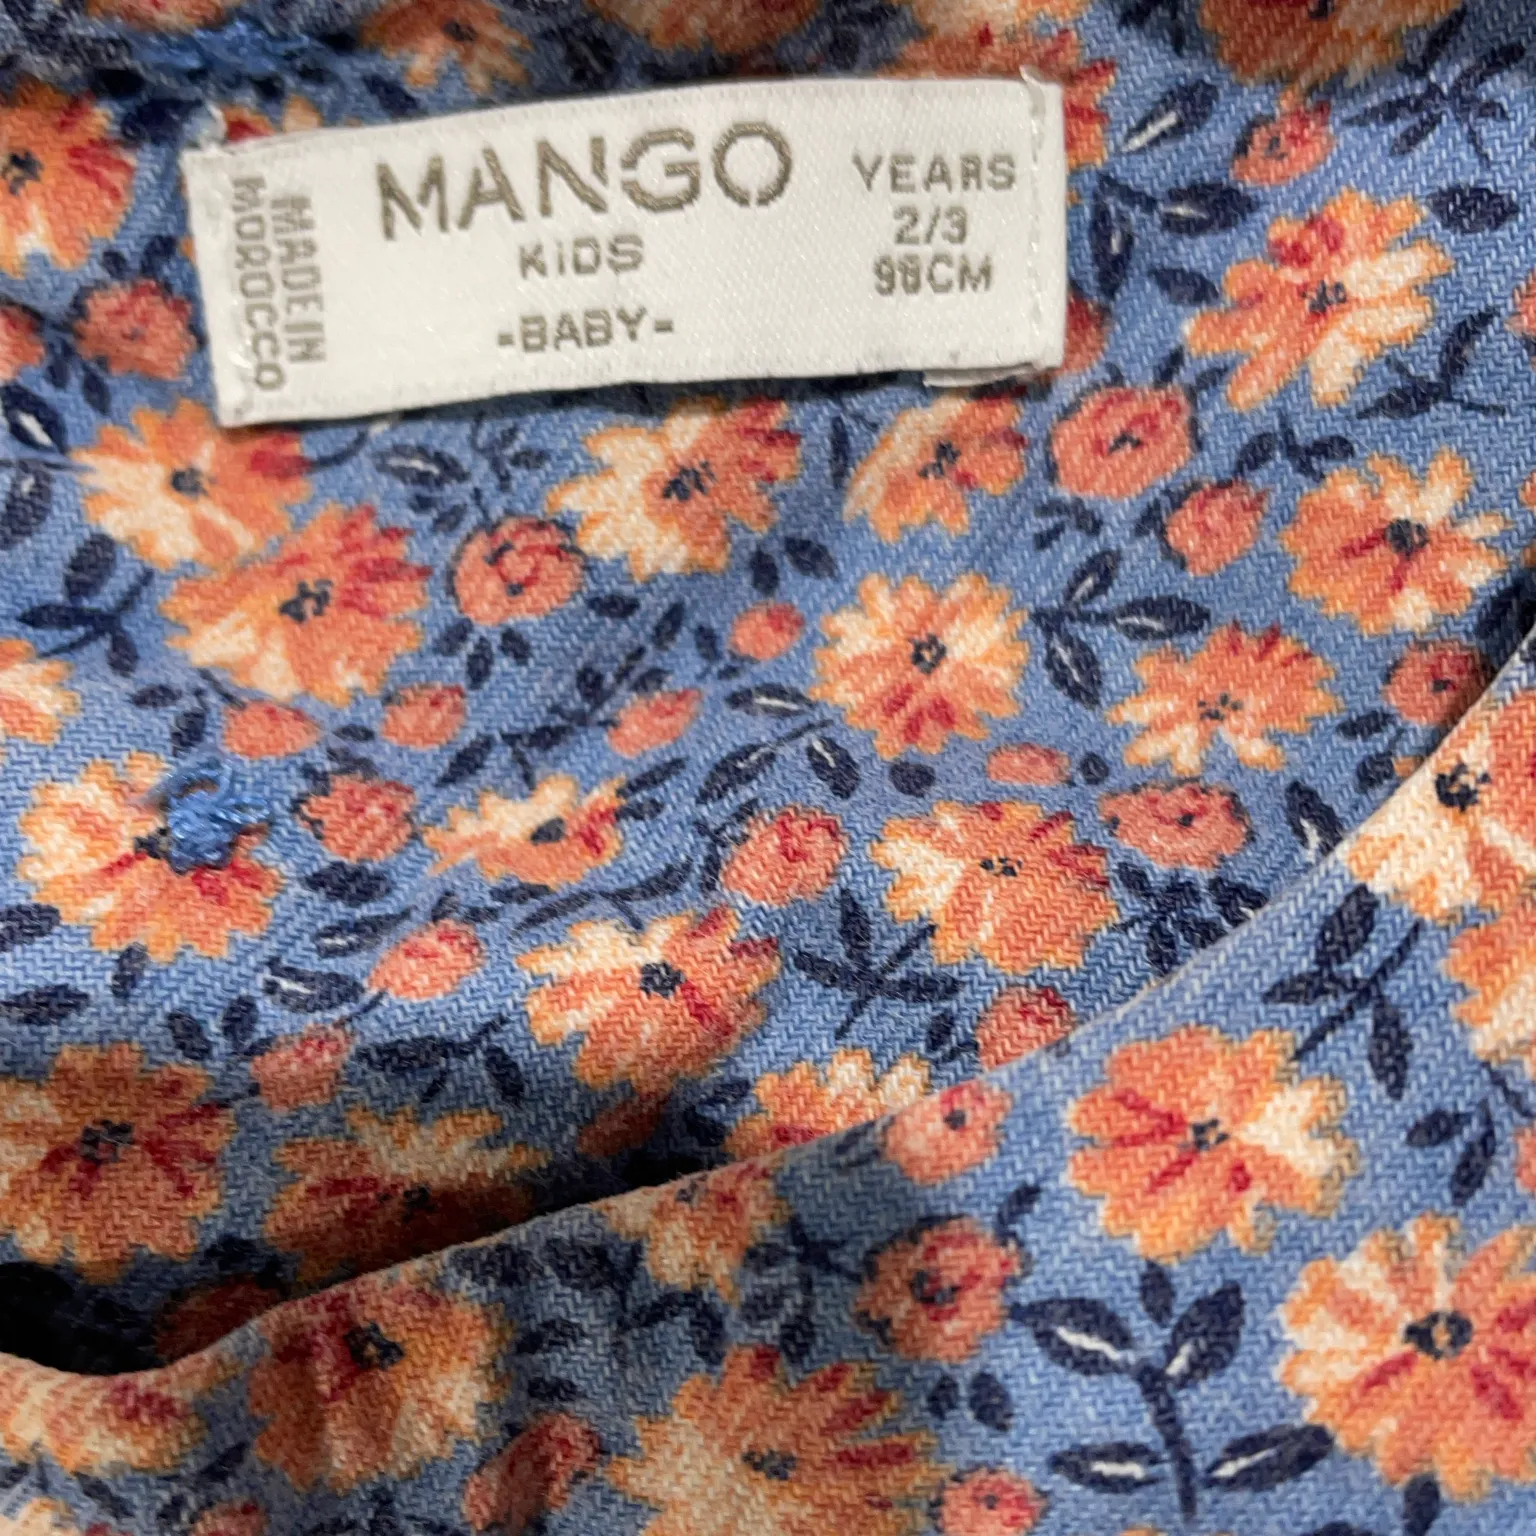 MADE IN
MOROCCO
MANGO
KIDS
-BABY-
YEARS
2/3
98CM